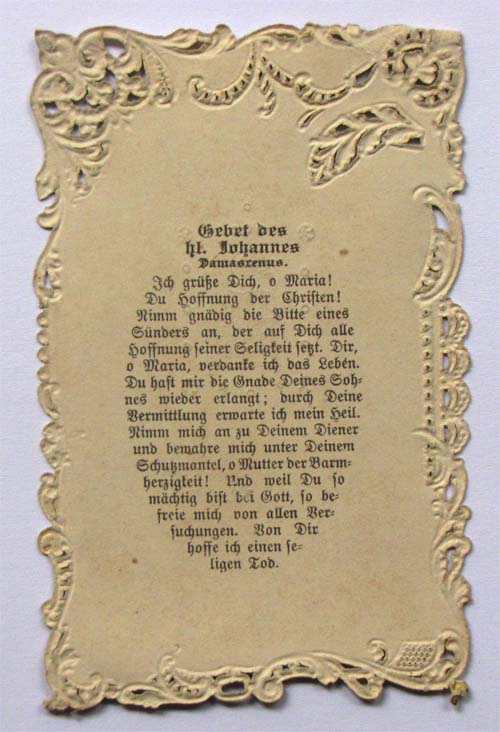 Gebet des
hl. Johannes
Damascenus.
Ich grüße Dich, o Maria!
Du Hoffnung der Christen!
Nimm gnädig die Bitte eines
Sünders an, der auf Dich alle
Hoffnung seiner Seligkeit setzt. Dir,
o Maria, verdanke ich das Leben.
Du hast mir die Gnade Deines Soh-
nes wieder erlangt; durch Deine
Vermittlung erwarte ich mein Heil.
Nimm mich an zu Deinem Diener
und bewahre mich unter Deinem
Schutzmantel, o Mutter der Barm-
herzigkeit! Und weil Du so
mächtig bist bei Gott, so be-
freie mich von allen Ver-
suchungen. Von Dir
hoffe ich einen se-
ligen Tod.